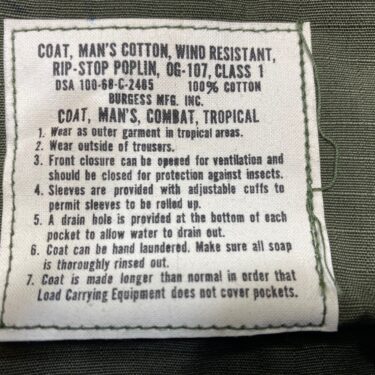 COAT, MAN'S COTTON, WIND RESISTANT,
RIP-STOP POPLIN, OG-107, CLASS 1
DSA 100-68-C-2485 100% COTTON
BURGESS MFG. INC.
COAT, MAN'S, COMBAT, TROPICAL
1. Wear as outer garment in tropical areas.
2. Wear outside of trousers.
3. Front closure can be opened for ventilation and
should be closed for protection against insects.
4. Sleeves are provided with adjustable cuffs to
permit sleeves to be rolled up.
5. A drain hole is provided at the bottom of each
pocket to allow water to drain out.
6. Coat can be hand laundered. Make sure all soap
is thoroughly rinsed out.
7. Coat is made longer than normal in order that
Load Carrying Equipment does not cover pockets.